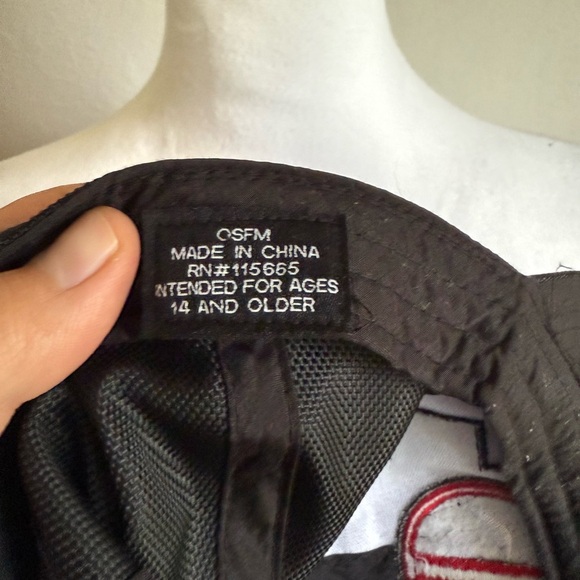 OSFM
MADE IN CHINA
RN#115665
INTENDED FOR AGES
14 AND OLDER